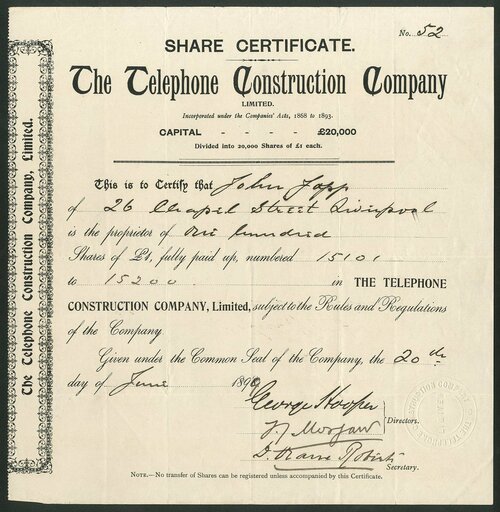 No. 52
SHARE CERTIFICATE.
The Telephone Construction Company
LIMITED.
Incorporated under the Companies' Acts, 1868 to 1893.
CAPITAL - - - - £20,000
Divided into 20,000 Shares of £1 each.
This is to Certify that John Japp
of 26 Chapel Street Liverpool
is the proprietor of One hundred
Shares of £1, fully paid up, numbered 15101
to 15200 in THE TELEPHONE
CONSTRUCTION COMPANY, Limited, subject to the Rules and Regulations
of the Company
Given under the Common Seal of the Company, the 20th
day of June 1898
George Hooper
Morgan
Directors.
Roberts
Secretary.
NOTE.—No transfer of Shares can be registered unless accompanied by this Certificate.
The Telephone Construction Company, Limited.